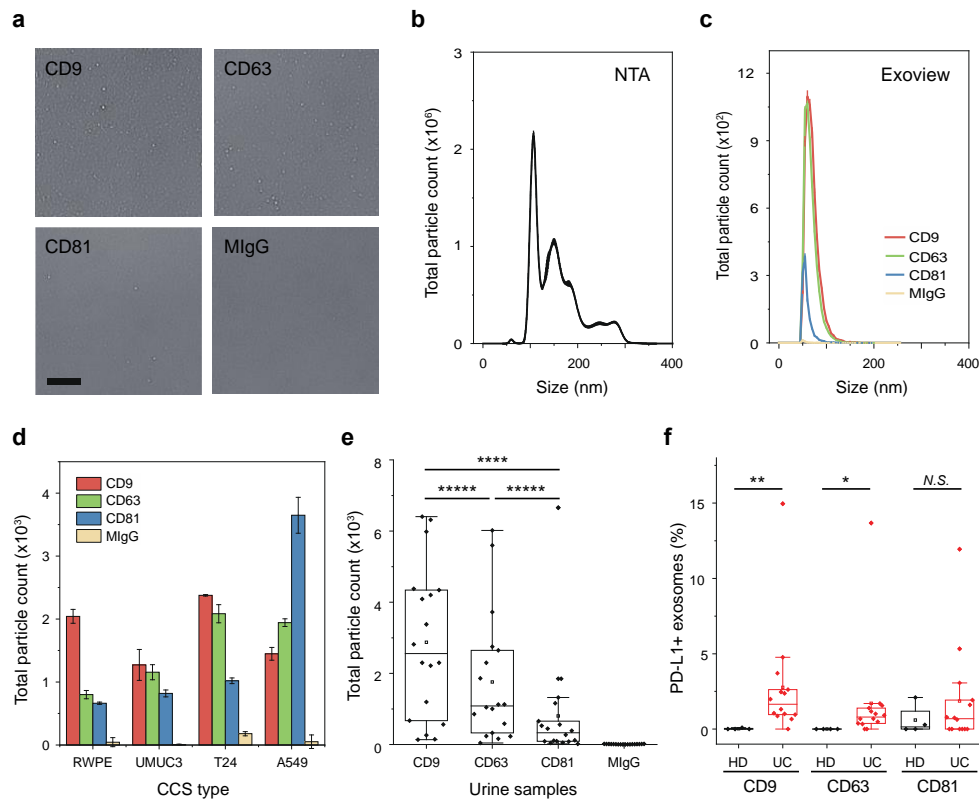 a
CD9
CD63
CD81
MIgG
b
NTA
Total particle count (x10⁶)
3
2
1
0
0 100 200 300 400
Size (nm)
c
Exoview
Total particle count (x10²)
12
9
6
3
0
CD9
CD63
CD81
MIgG
0 100 200 400
Size (nm)
d
Total particle count (x10³)
4
3
2
1
0
CD9
CD63
CD81
MIgG
RWPE UMUC3 T24 A549
CCS type
e
Total particle count (x10³)
8
6
4
2
0
****
*****
*****
CD9 CD63 CD81 MIgG
Urine samples
f
PD-L1+ exosomes (%)
15
10
5
0
** * N.S.
HD UC HD UC HD UC
CD9 CD63 CD81